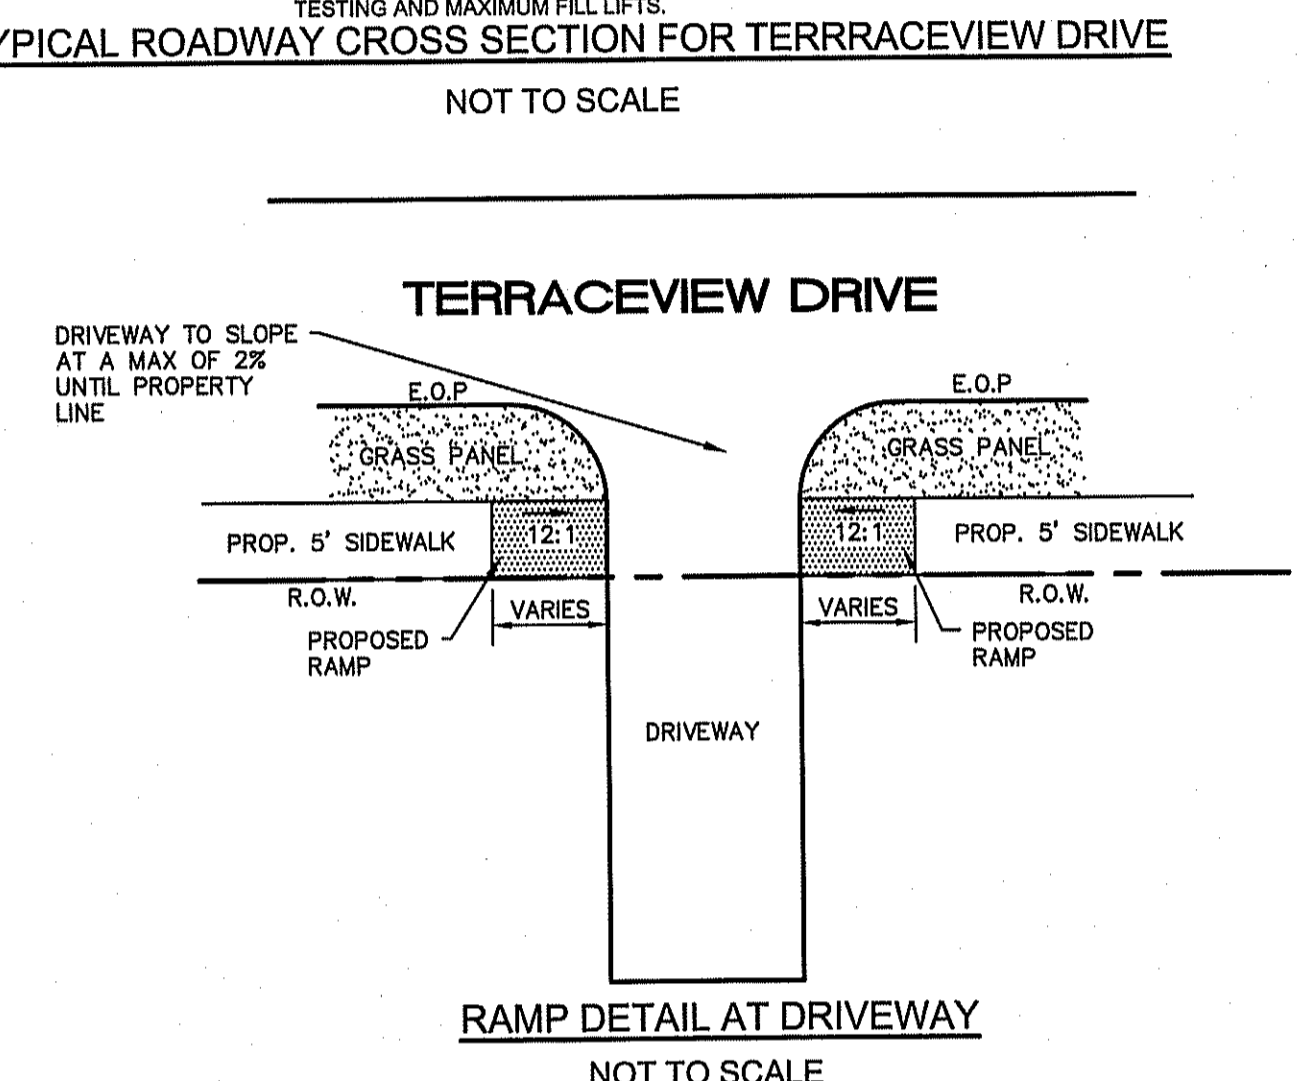 TESTING AND MAXIMUM FILL LIFTS.
YPICAL ROADWAY CROSS SECTION FOR TERRRACEVIEW DRIVE
NOT TO SCALE
TERRACEVIEW DRIVE
DRIVEWAY TO SLOPE
AT A MAX OF 2%
UNTIL PROPERTY
LINE
E.O.P
E.O.P
GRASS PANEL
GRASS PANEL
PROP. 5' SIDEWALK
12:1
12:1
PROP. 5' SIDEWALK
R.O.W.
VARIES
VARIES
R.O.W.
PROPOSED
RAMP
PROPOSED
RAMP
DRIVEWAY
RAMP DETAIL AT DRIVEWAY
NOT TO SCALE